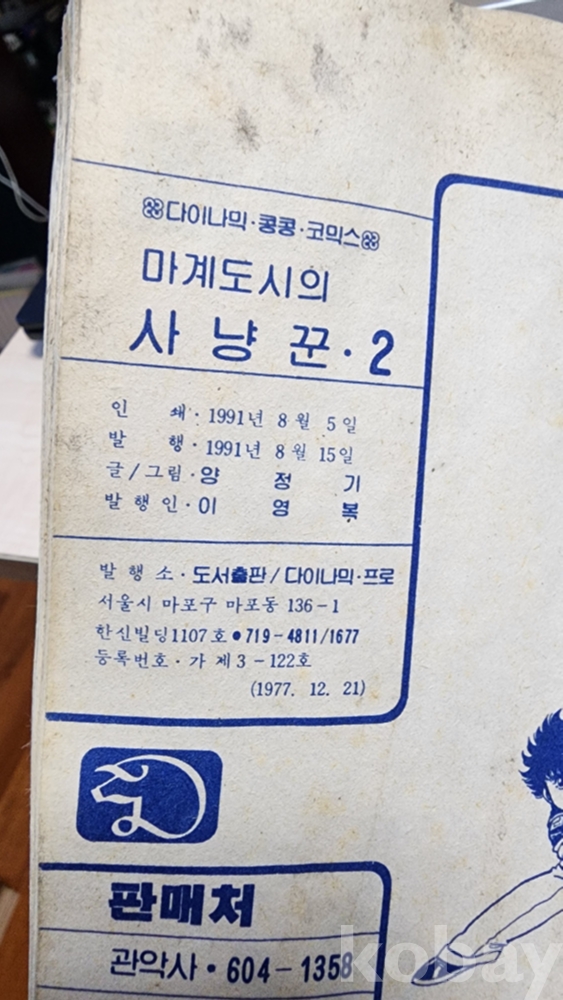 다이나믹·콩콩·코믹스
마계도시의
사냥꾼·2
인 쇄·1991년 8월 5일
발 행·1991년 8월 15일
글/그림·양 정 기
발행인·이 영 복
발행소·도서출판/다이나믹·프로
서울시 마포구 마포동 136-1
한신빌딩1107호●719-4811/1677
등록번호·가 제3-122호
(1977. 12. 21)
판매처
관악사·604-1358
kobay